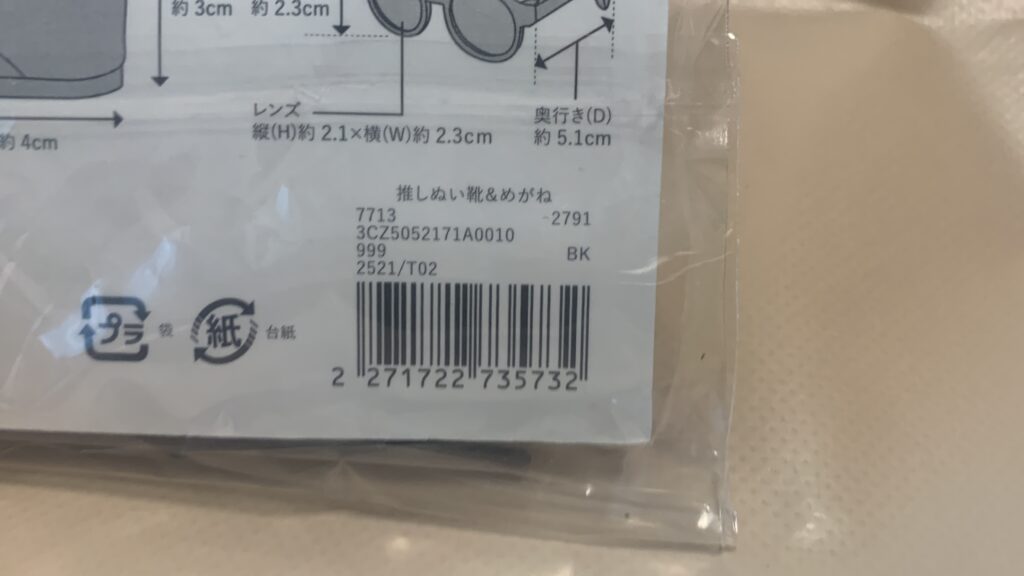 約 3cm
約 2.3cm
レンズ
縦(H)約 2.1×横(W)約 2.3cm
奥行き(D)
約 5.1cm
約 4cm
推しぬい靴&めがね
7713 -2791
3CZ5052171A0010
999 BK
2521/T02
プラ 袋
紙 台紙
2 271722 735732